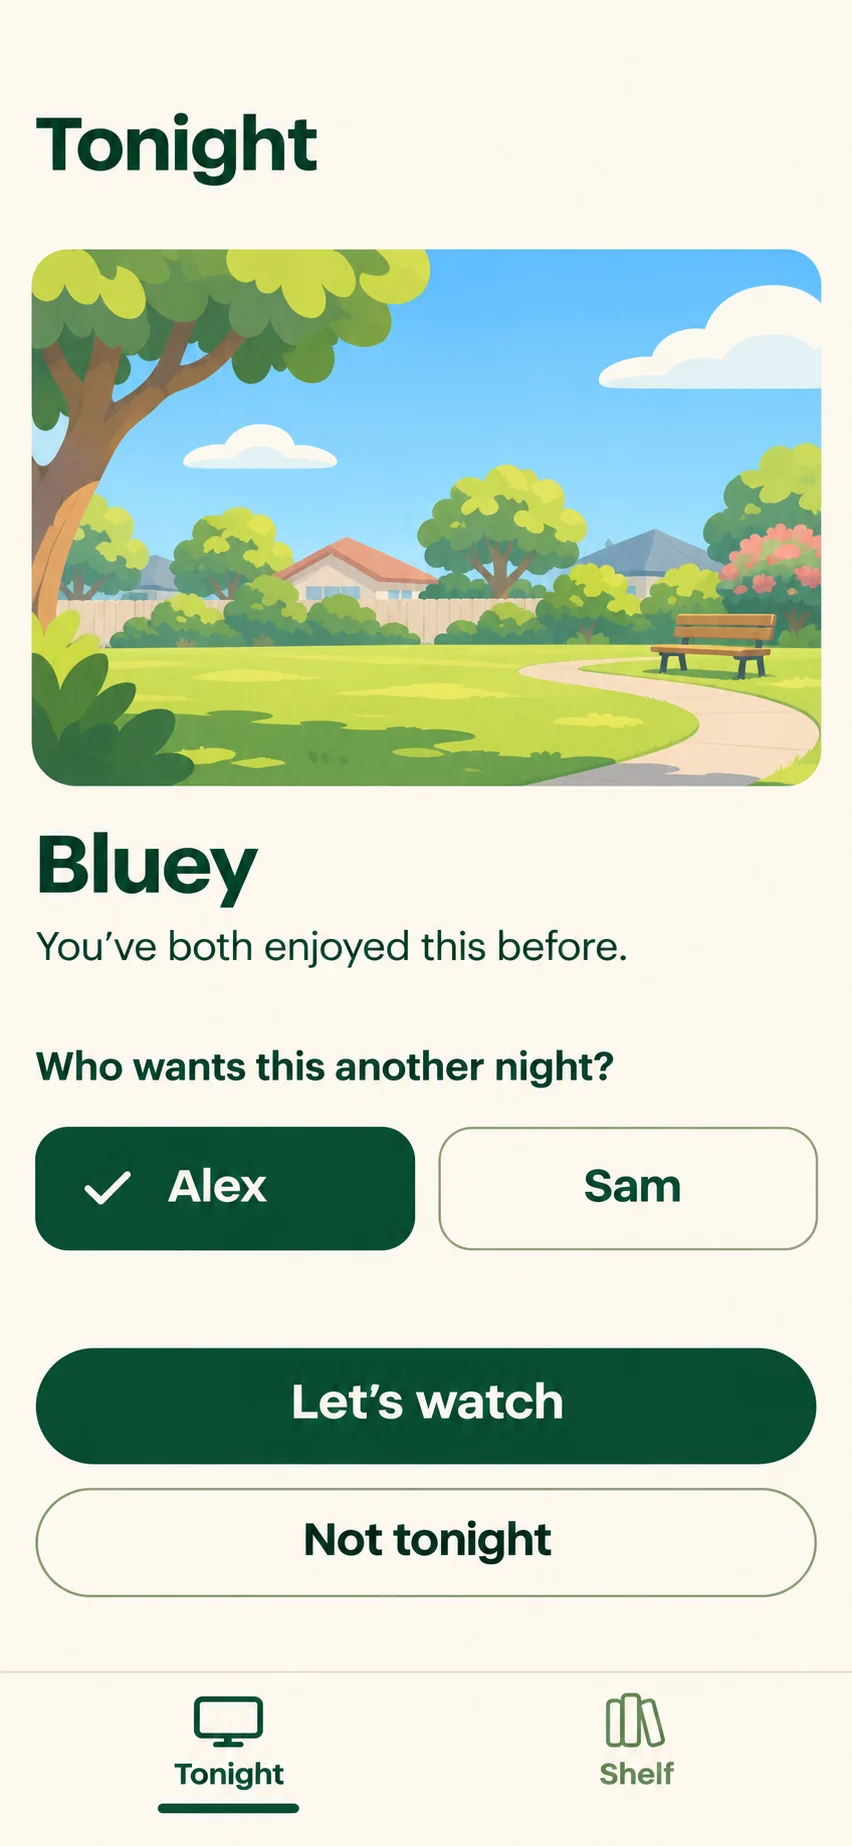 Tonight
Bluey
You’ve both enjoyed this before.
Who wants this another night?
Alex
Sam
Let’s watch
Not tonight
Tonight
Shelf